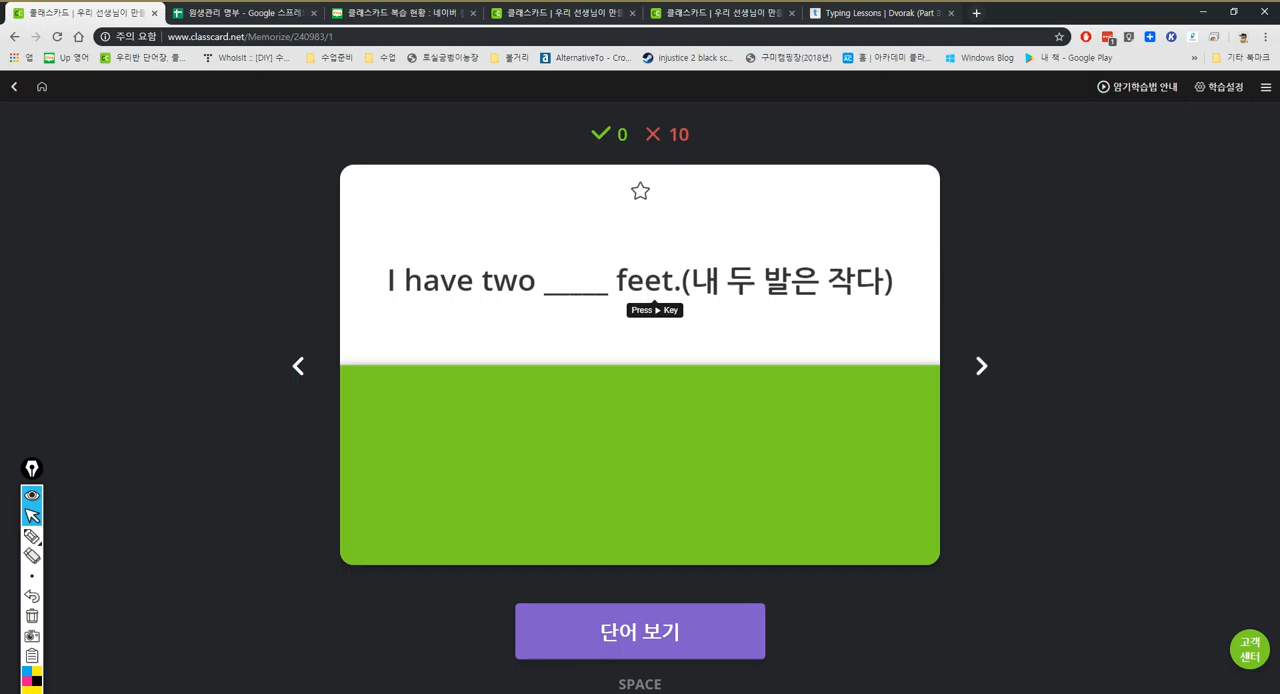 클래스카드 | 우리 선생님이 만든
원생관리 명부 - Google 스프레
클래스카드 복습 현황 : 네이버
클래스카드 | 우리 선생님이 만든
클래스카드 | 우리 선생님이 만든
Typing Lessons | Dvorak (Part 3
주의 요함 | www.classcard.net/Memorize/240983/1
앱 Up 영어 우리반 단어장, 클... WhoIst :: [DIY) 수... 수업준비 수업 토실궁벵이농장 볼거리 AlternativeTo - Cro... injustice 2 black sc... 구미캠핑장(2018년) 홈 | 아카데미 클라... Windows Blog 내 책 - Google Play » 기타 북마크
암기학습법 안내 학습설정
0 10
I have two _____ feet.(내 두 발은 작다)
Press ▶ Key
단어 보기
SPACE
고객
센터